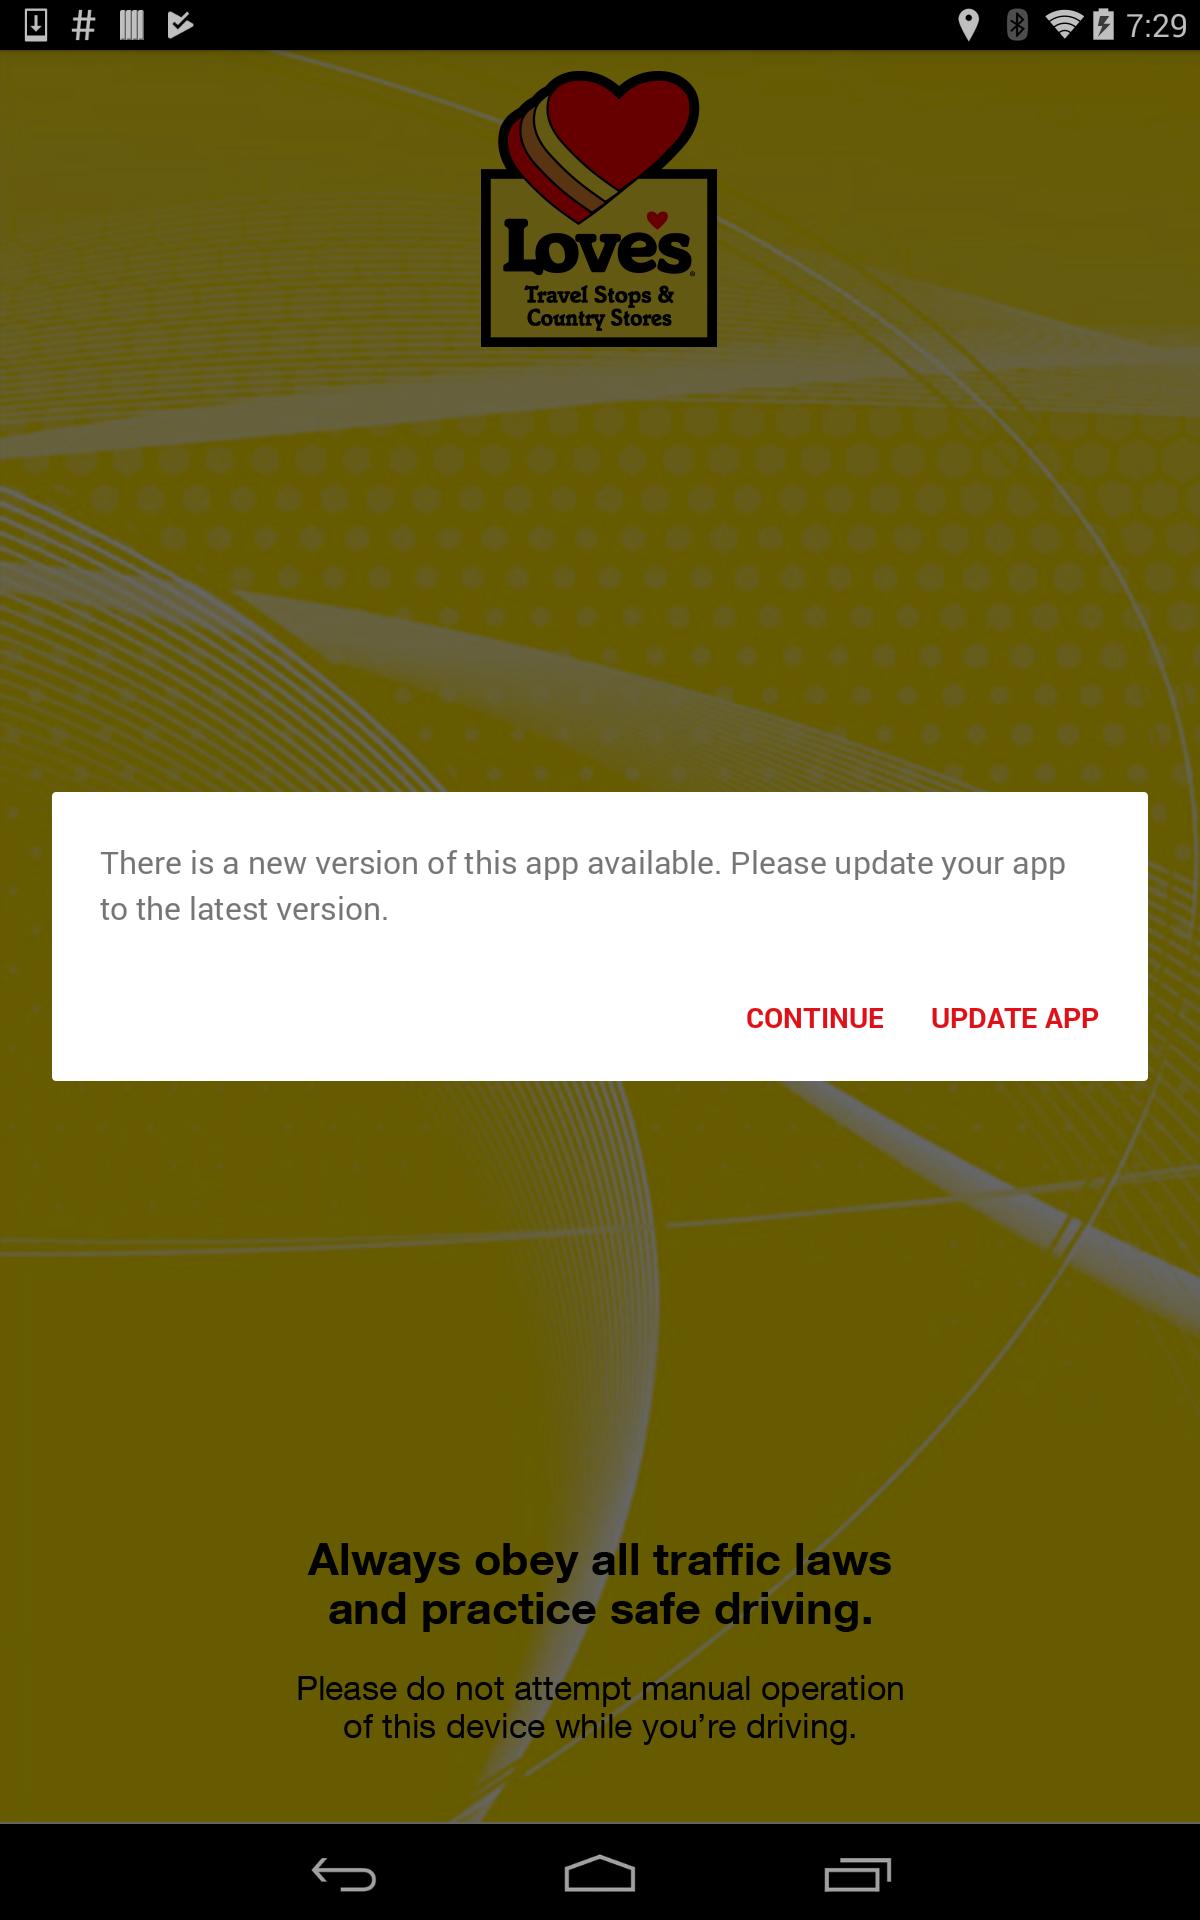 7:29
Love's
Travel Stops &
Country Stores
There is a new version of this app available. Please update your app
to the latest version.
CONTINUE UPDATE APP
Always obey all traffic laws
and practice safe driving.
Please do not attempt manual operation
of this device while you’re driving.